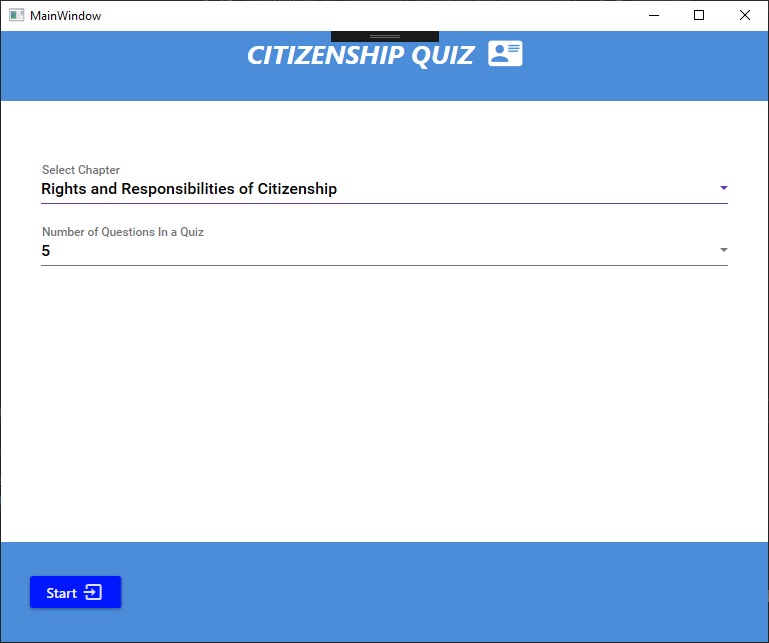 MainWindow
CITIZENSHIP QUIZ
Select Chapter
Rights and Responsibilities of Citizenship
Number of Questions In a Quiz
5
Start